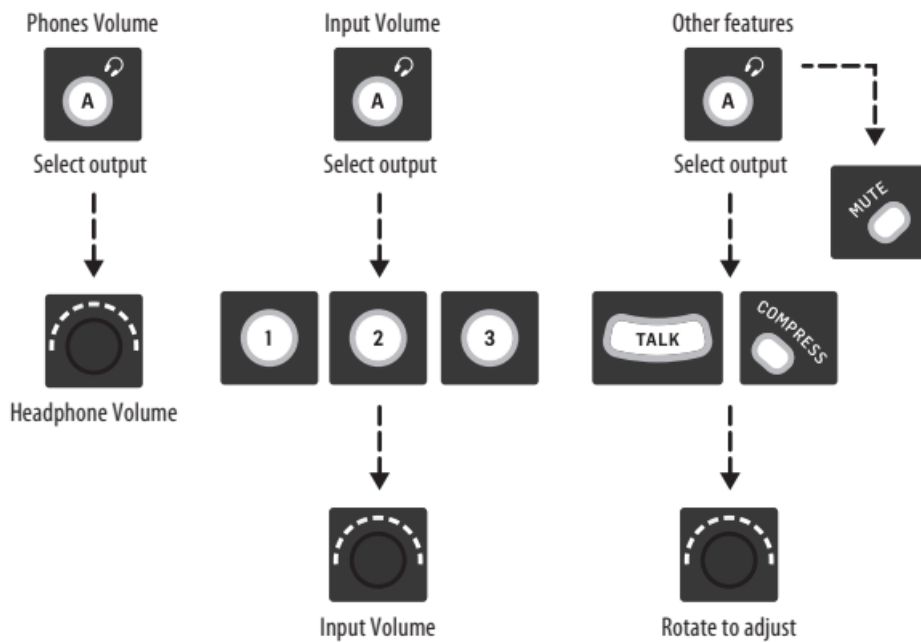 Phones Volume
Input Volume
Other features
A
A
A
Select output
Select output
Select output
MUTE
1
2
3
TALK
COMPRESS
Headphone Volume
Input Volume
Rotate to adjust